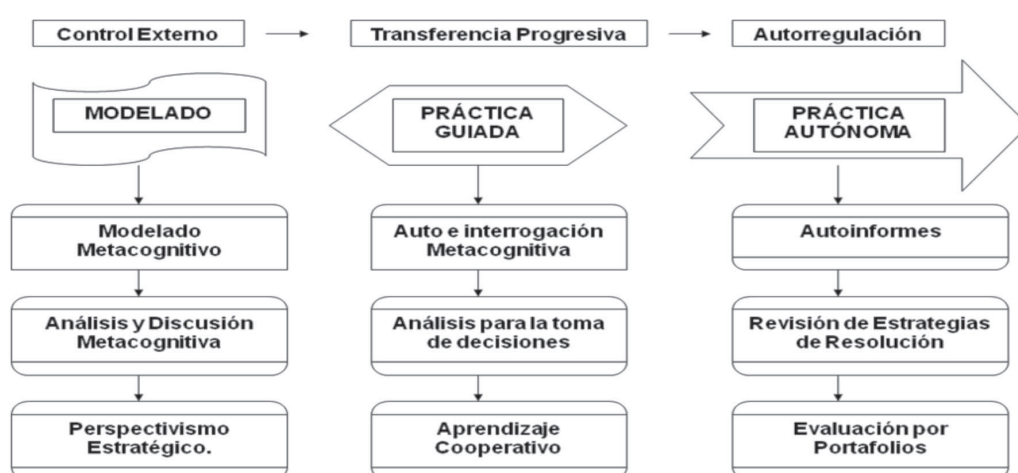 Control Externo
Transferencia Progresiva
Autorregulación
MODELADO
PRÁCTICA
GUIADA
PRÁCTICA
AUTÓNOMA
Modelado
Metacognitivo
Auto e interrogación
Metacognitiva
Autoinformes
Análisis y Discusión
Metacognitiva
Análisis para la toma
de decisiones
Revisión de Estrategias
de Resolución
Perspectivismo
Estratégico.
Aprendizaje
Cooperativo
Evaluación por
Portafolios